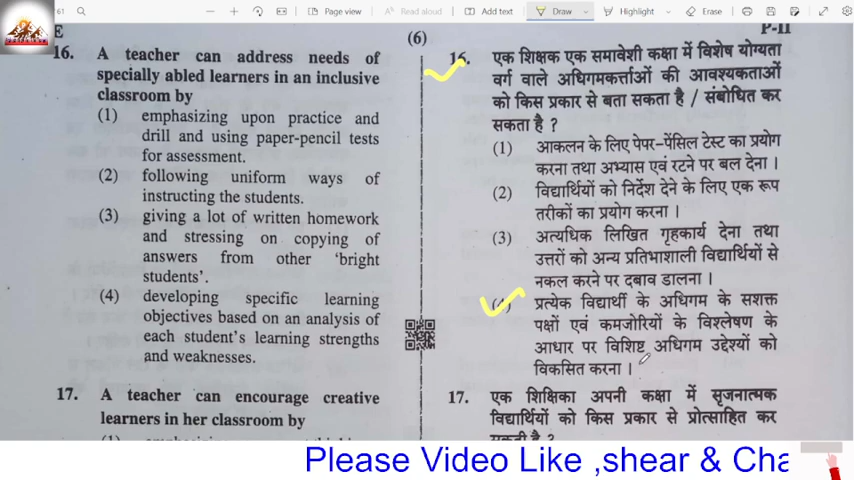 61
Page view
Read aloud
Add text
Draw
Highlight
Erase
E
(6)
P-II
16. A teacher can address needs of
specially abled learners in an inclusive
classroom by
(1) emphasizing upon practice and
drill and using paper-pencil tests
for assessment.
(2) following uniform ways of
instructing the students.
(3) giving a lot of written homework
and stressing on copying of
answers from other 'bright
students'.
(4) developing specific learning
objectives based on an analysis of
each student's learning strengths
and weaknesses.
17. A teacher can encourage creative
learners in her classroom by
16. एक शिक्षक एक समावेशी कक्षा में विशेष योग्यता
वर्ग वाले अधिगमकर्त्ताओं की आवश्यकताओं
को किस प्रकार से बता सकता है / संबोधित कर
सकता है ?
(1) आकलन के लिए पेपर-पेंसिल टेस्ट का प्रयोग
करना तथा अभ्यास एवं रटने पर बल देना ।
(2) विद्यार्थियों को निर्देश देने के लिए एक रूप
तरीकों का प्रयोग करना ।
(3) अत्यधिक लिखित गृहकार्य देना तथा
उत्तरों को अन्य प्रतिभाशाली विद्यार्थियों से
नकल करने पर दबाव डालना ।
(4) प्रत्येक विद्यार्थी के अधिगम के सशक्त
पक्षों एवं कमजोरियों के विश्लेषण के
आधार पर विशिष्ट अधिगम उद्देश्यों को
विकसित करना ।
17. एक शिक्षिका अपनी कक्षा में सृजनात्मक
विद्यार्थियों को किस प्रकार से प्रोत्साहित कर
सकती है ?
Please Video Like ,shear & Cha